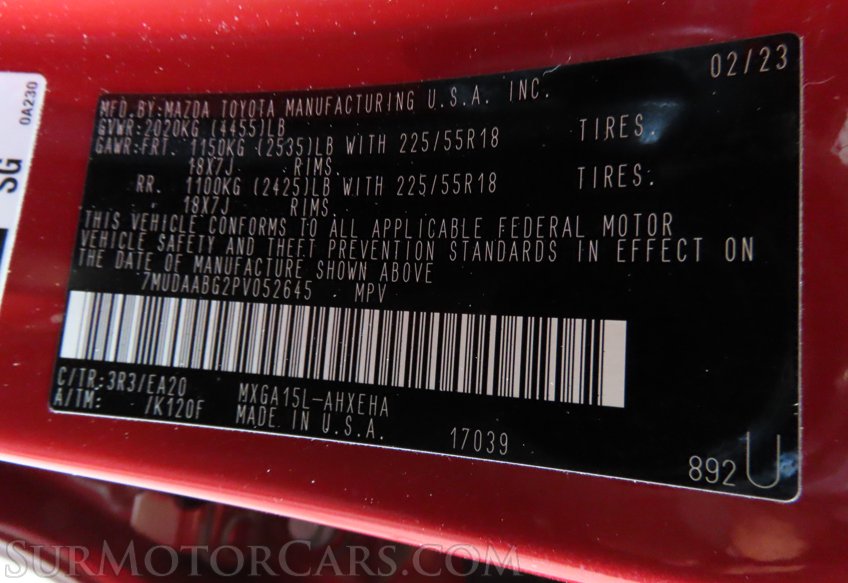 0A230
SG
02/23
MFD.BY:MAZDA TOYOTA MANUFACTURING U.S.A. INC.
GVWR:2020KG (4455)LB
GAWR:FRT. 1150KG (2535)LB WITH 225/55R18 TIRES.
18X7J RIMS.
RR. 1100KG (2425)LB WITH 225/55R18 TIRES.
18X7J RIMS.
THIS VEHICLE CONFORMS TO ALL APPLICABLE FEDERAL MOTOR
VEHICLE SAFETY AND THEFT PREVENTION STANDARDS IN EFFECT ON
THE DATE OF MANUFACTURE SHOWN ABOVE
7MUDAABG2PV052645 MPV
C/TR:3R3/EA20 MXGA15L-AHXEHA
A/TM: /K120F MADE IN U.S.A. 17039
892U
SurMotorCars.com